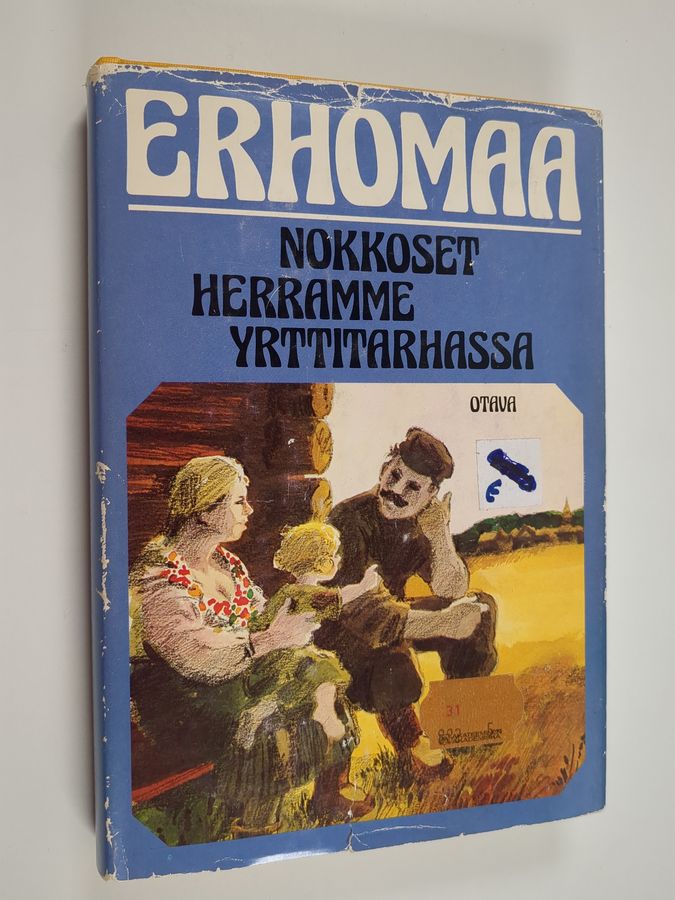 ERHOMAA
NOKKOSET
HERRAMME
YRTTITARHASSA
OTAVA
31